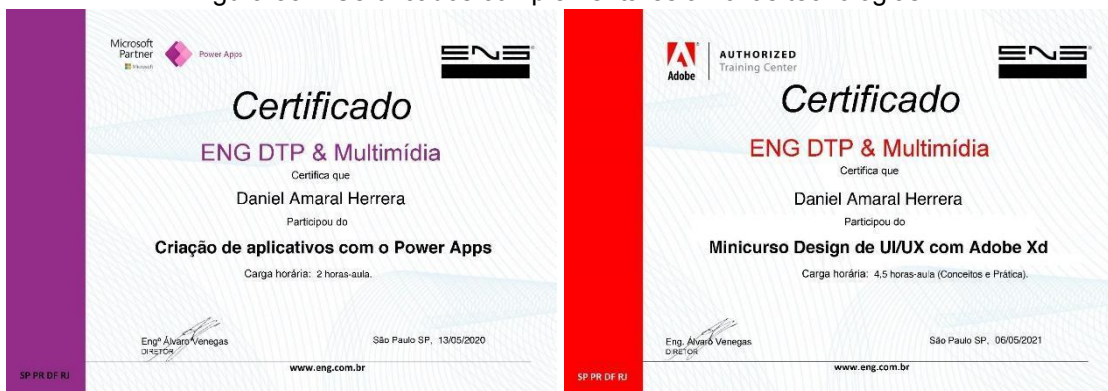 Microsoft
Partner
Microsoft
Power Apps
ENG
Certificado
ENG DTP & Multimídia
Certifica que
Daniel Amaral Herrera
Participou do
Criação de aplicativos com o Power Apps
Carga horária: 2 horas-aula.
Engº Álvaro Venegas
DIRETOR
São Paulo SP, 13/05/2020
www.eng.com.br
SP PR DF RJ
Adobe
AUTHORIZED
Training Center
ENG
Certificado
ENG DTP & Multimídia
Certifica que
Daniel Amaral Herrera
Participou do
Minicurso Design de UI/UX com Adobe Xd
Carga horária: 4,5 horas-aula (Conceitos e Prática).
Eng. Álvaro Venegas
DIRETOR
São Paulo SP, 06/05/2021
www.eng.com.br
SP PR DF RJ